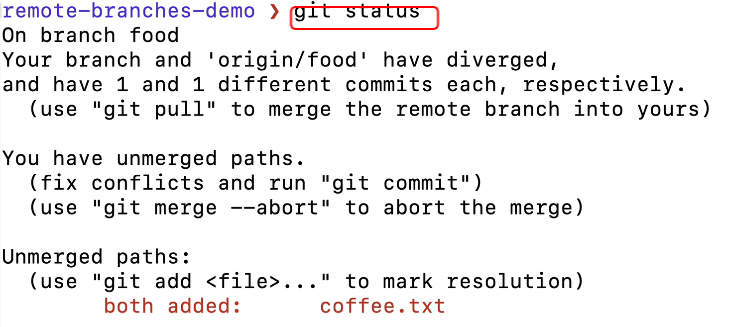 remote-branches-demo ❯ git status
On branch food
Your branch and 'origin/food' have diverged,
and have 1 and 1 different commits each, respectively.
  (use "git pull" to merge the remote branch into yours)

You have unmerged paths.
  (fix conflicts and run "git commit")
  (use "git merge --abort" to abort the merge)

Unmerged paths:
  (use "git add <file>..." to mark resolution)
        both added:      coffee.txt